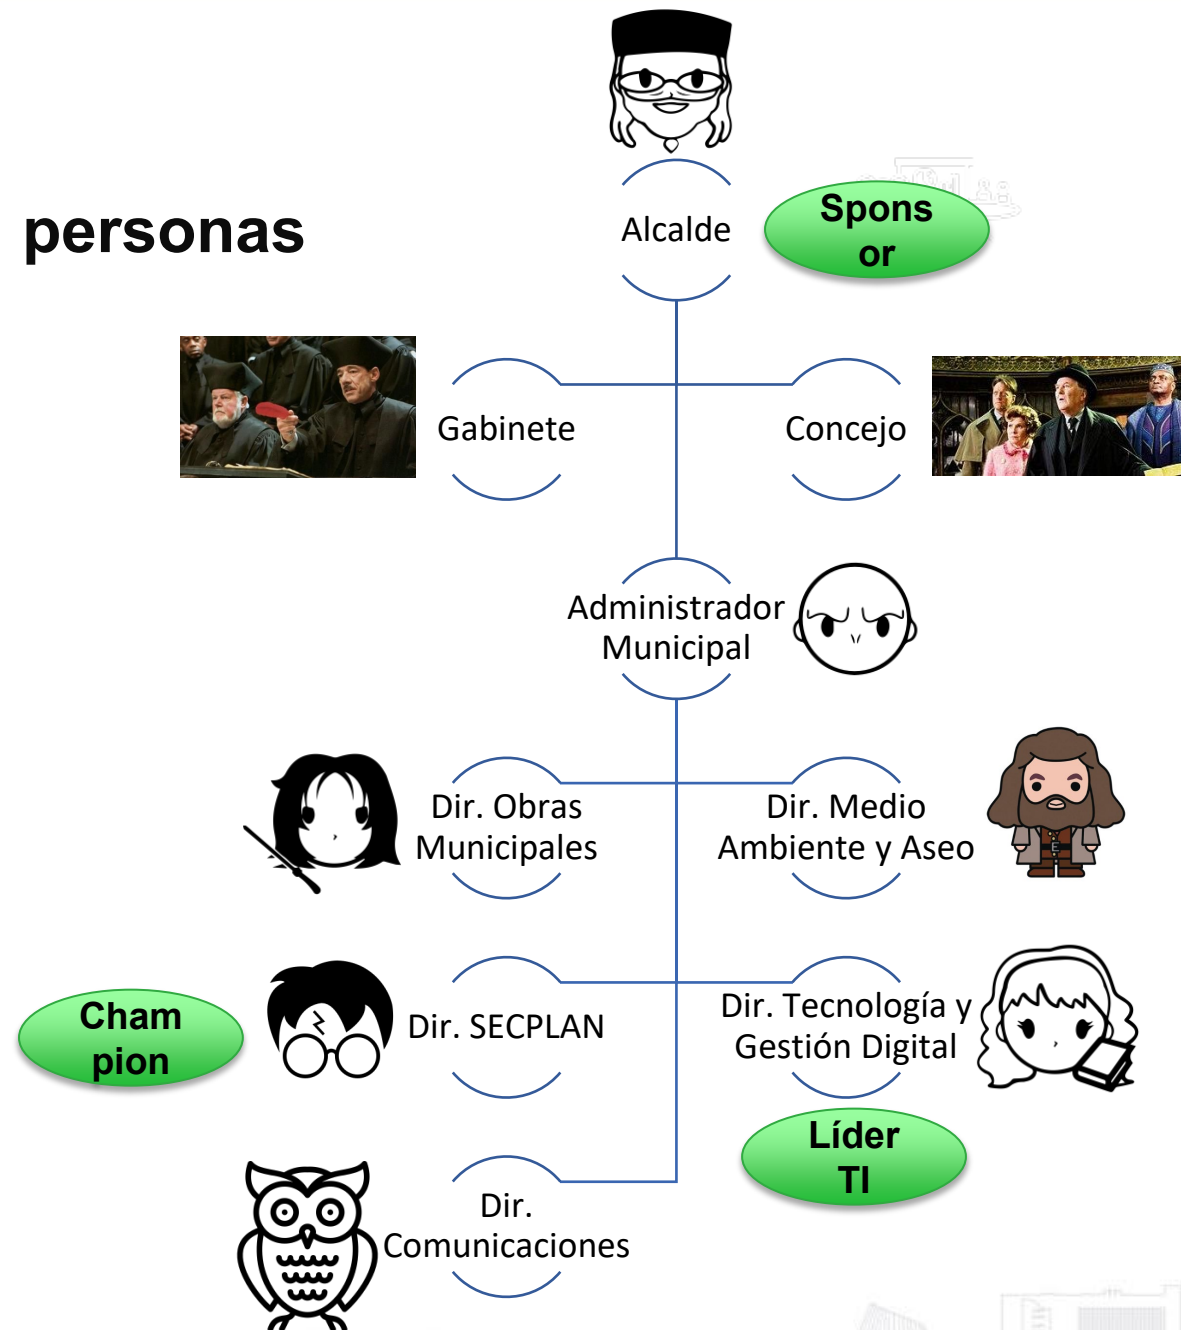 personas
Alcalde
Spons
or
Gabinete
Concejo
Administrador
Municipal
Dir. Obras
Municipales
Dir. Medio
Ambiente y Aseo
Cham
pion
Dir. SECPLAN
Dir. Tecnología y
Gestión Digital
Líder
TI
Dir.
Comunicaciones